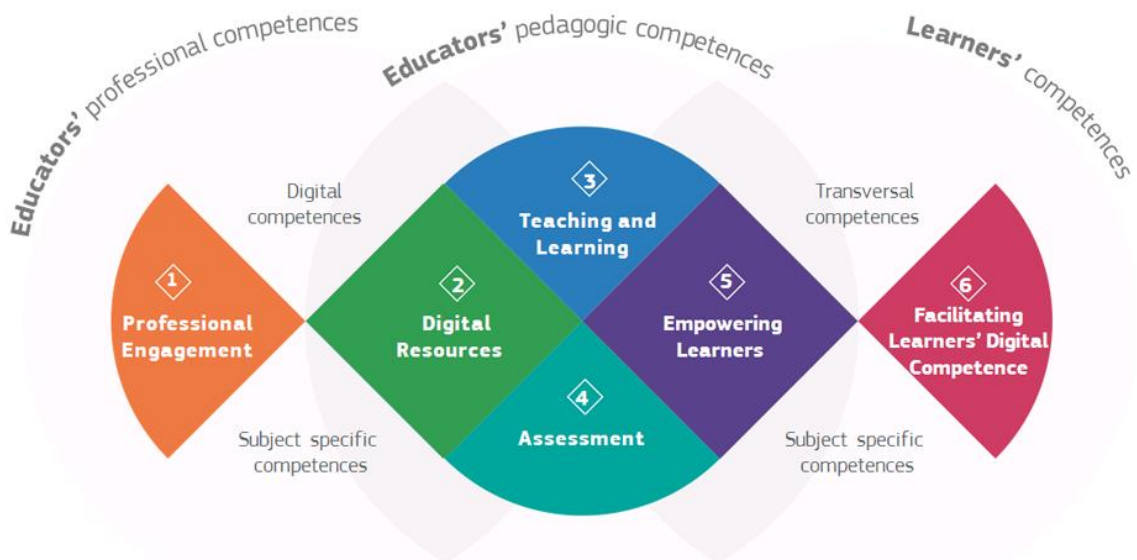 Educators' professional competences
Educators' pedagogic competences
Learners' competences
Digital
competences
Transversal
competences
1
Professional
Engagement
2
Digital
Resources
3
Teaching and
Learning
4
Assessment
5
Empowering
Learners
6
Facilitating
Learners' Digital
Competence
Subject specific
competences
Subject specific
competences